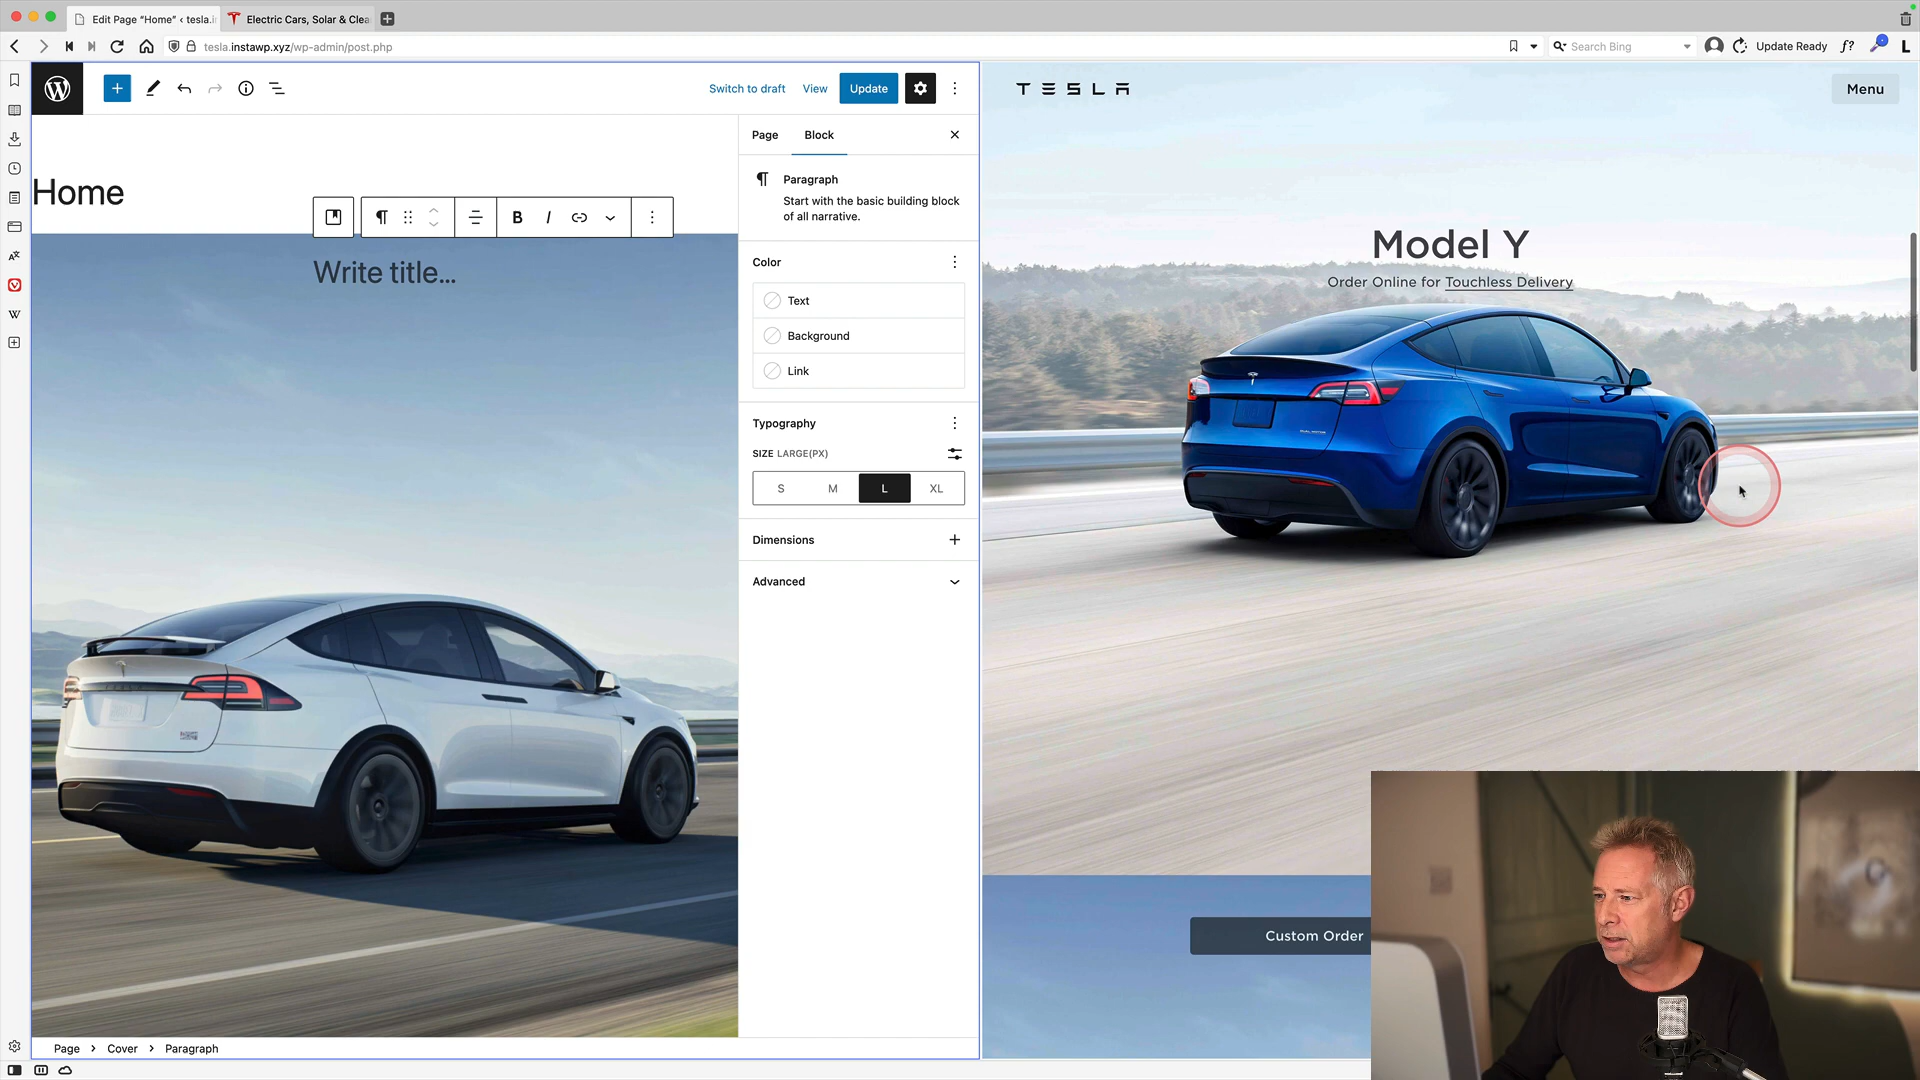 Edit Page “Home” ‹ tesla.i
Electric Cars, Solar & Clea
tesla.instawp.xyz/wp-admin/post.php
Search Bing
Update Ready
f?
L
Switch to draft
View
Update
Page
Block
Paragraph
Start with the basic building block
of all narrative.
Home
B
I
Write title...
Color
Text
Background
Link
Typography
SIZE LARGE(PX)
S
M
L
XL
Dimensions
Advanced
Page
Cover
Paragraph
TESLA
Menu
Model Y
Order Online for Touchless Delivery
DUAL MOTOR
Custom Order